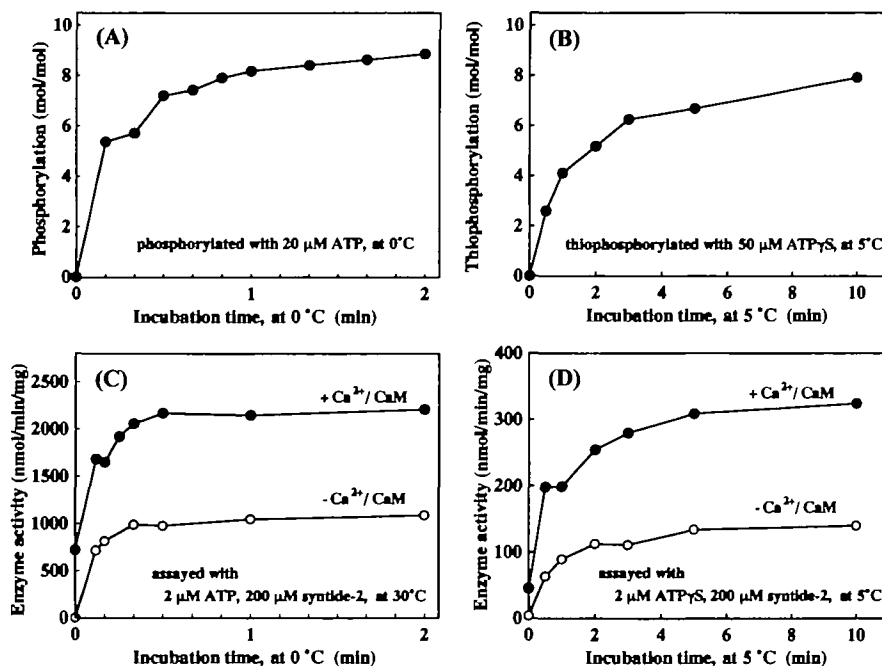 (A)
Phosphorylation (mol/mol)
10
8
6
4
2
0
phosphorylated with 20 μM ATP, at 0°C
0
1
2
Incubation time, at 0 °C (min)
(B)
Thiophosphorylation (mol/mol)
10
8
6
4
2
0
thiophosphorylated with 50 μM ATPγS, at 5°C
0
2
4
6
8
10
Incubation time, at 5 °C (min)
(C)
Enzyme activity (nmol/min/mg)
2500
2000
1500
1000
500
0
+ Ca²⁺/ CaM
- Ca²⁺/ CaM
assayed with
2 μM ATP, 200 μM syntide-2, at 30°C
0
1
2
Incubation time, at 0 °C (min)
(D)
Enzyme activity (nmol/min/mg)
400
300
200
100
0
+ Ca²⁺/ CaM
- Ca²⁺/ CaM
assayed with
2 μM ATPγS, 200 μM syntide-2, at 5°C
0
2
4
6
8
10
Incubation time, at 5 °C (min)